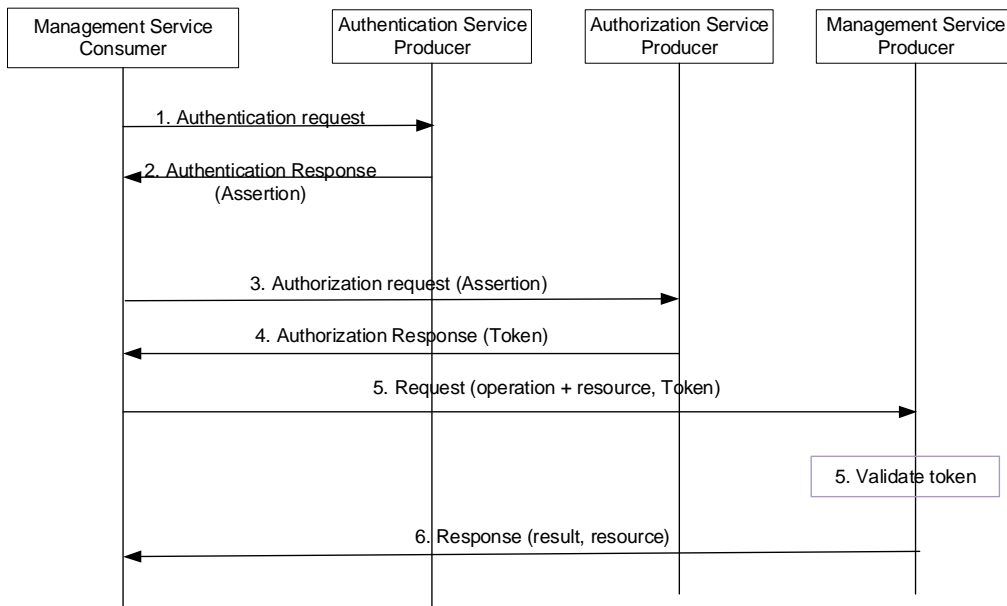 Management Service
Consumer
Authentication Service
Producer
Authorization Service
Producer
Management Service
Producer
1. Authentication request
2. Authentication Response
(Assertion)
3. Authorization request (Assertion)
4. Authorization Response (Token)
5. Request (operation + resource, Token)
5. Validate token
6. Response (result, resource)